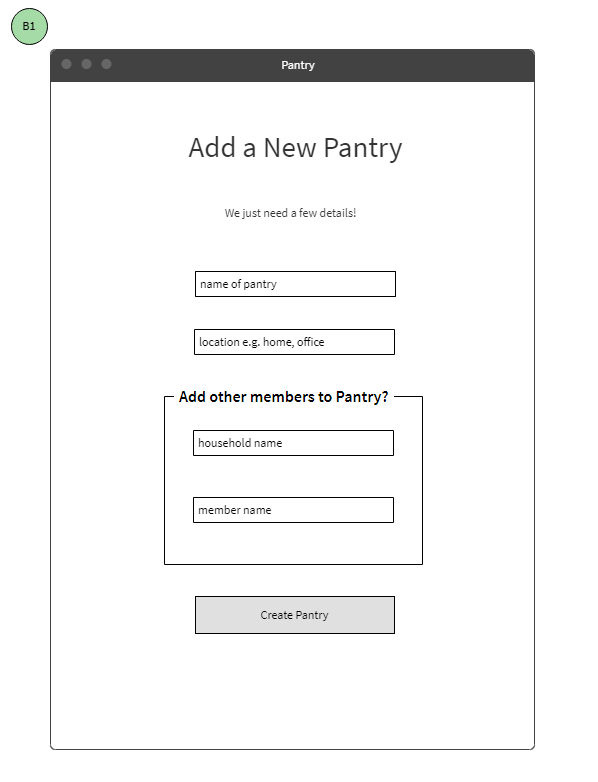 B1
Pantry
Add a New Pantry
We just need a few details!
name of pantry
location e.g. home, office
Add other members to Pantry?
household name
member name
Create Pantry